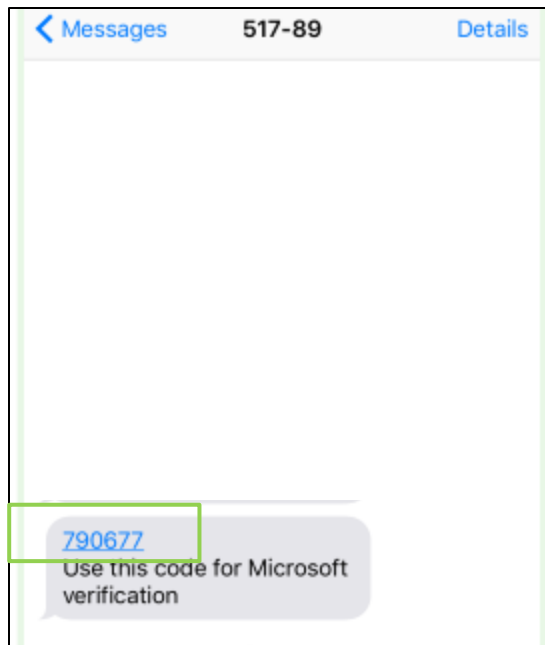 Messages 517-89 Details
790677
Use this code for Microsoft
verification